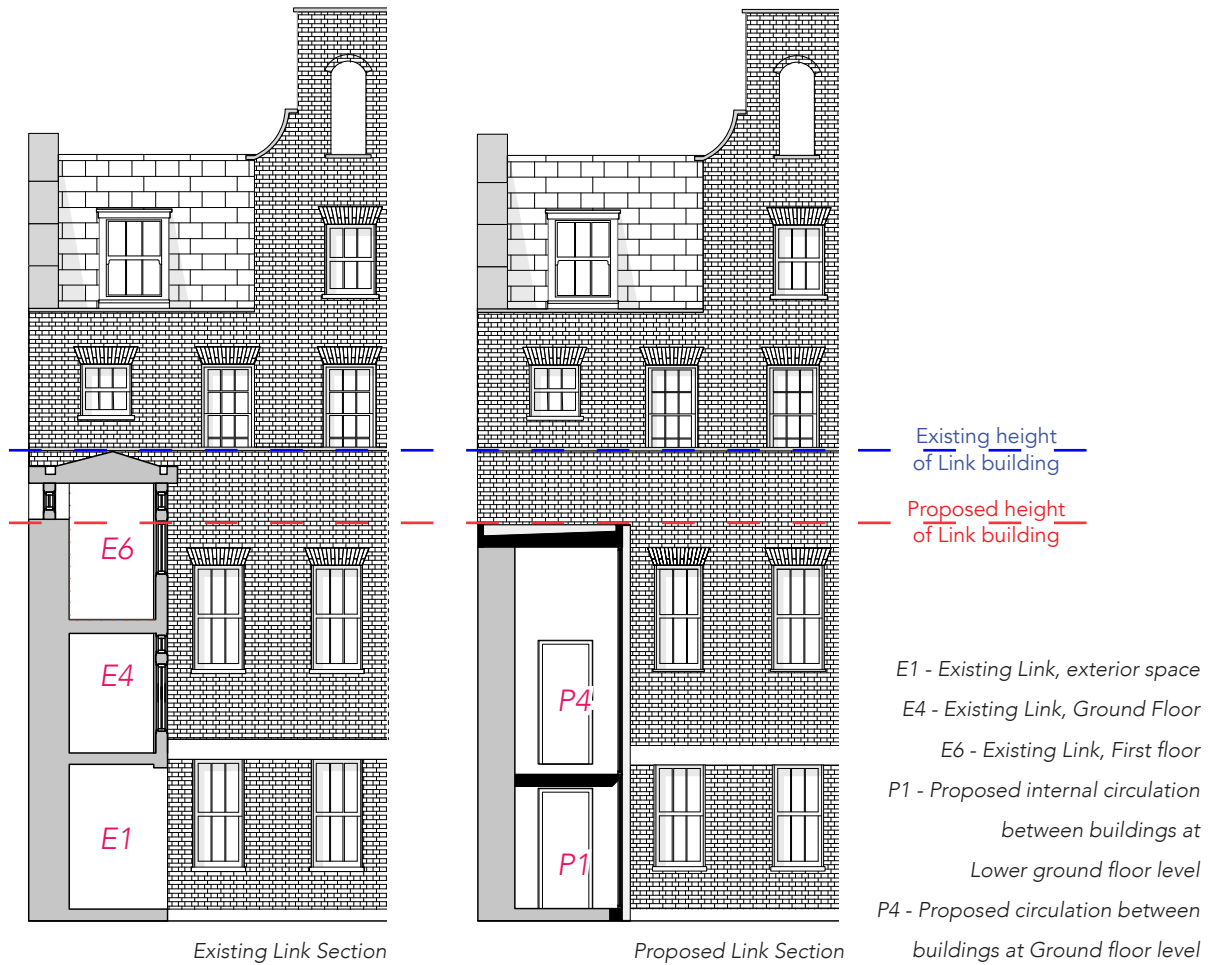 Existing height
of Link building
Proposed height
of Link building
E6
E4
E1
P4
P1
E1 - Existing Link, exterior space
E4 - Existing Link, Ground Floor
E6 - Existing Link, First floor
P1 - Proposed internal circulation
between buildings at
Lower ground floor level
P4 - Proposed circulation between
buildings at Ground floor level
Existing Link Section
Proposed Link Section